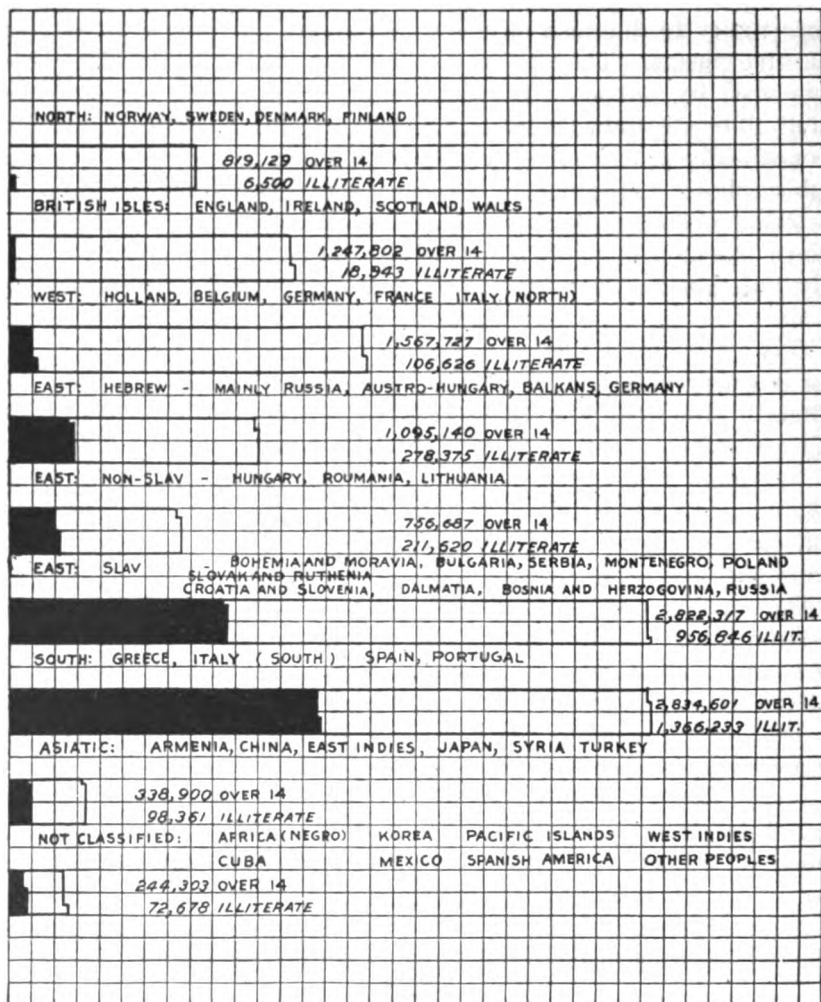 NORTH: NORWAY, SWEDEN, DENMARK, FINLAND
819,129 OVER 14
6,500 ILLITERATE
BRITISH ISLES: ENGLAND, IRELAND, SCOTLAND, WALES
1,247,802 OVER 14
18,943 ILLITERATE
WEST: HOLLAND, BELGIUM, GERMANY, FRANCE ITALY (NORTH)
1,567,727 OVER 14
106,626 ILLITERATE
EAST: HEBREW - MAINLY RUSSIA, AUSTRO-HUNGARY, BALKANS, GERMANY
1,095,140 OVER 14
278,375 ILLITERATE
EAST: NON-SLAV - HUNGARY, ROUMANIA, LITHUANIA
756,687 OVER 14
211,620 ILLITERATE
EAST: SLAV - BOHEMIA AND MORAVIA, BULGARIA, SERBIA, MONTENEGRO, POLAND
SLOVAK AND RUTHENIA
CROATIA AND SLOVENIA, DALMATIA, BOSNIA AND HERZOGOVINA, RUSSIA
2,822,317 OVER 14
956,846 ILLIT.
SOUTH: GREECE, ITALY (SOUTH) SPAIN, PORTUGAL
2,834,601 OVER 14
1,366,233 ILLIT.
ASIATIC: ARMENIA, CHINA, EAST INDIES, JAPAN, SYRIA TURKEY
338,900 OVER 14
98,361 ILLITERATE
NOT CLASSIFIED: AFRICA (NEGRO) KOREA PACIFIC ISLANDS WEST INDIES
CUBA MEXICO SPANISH AMERICA OTHER PEOPLES
244,303 OVER 14
72,678 ILLITERATE